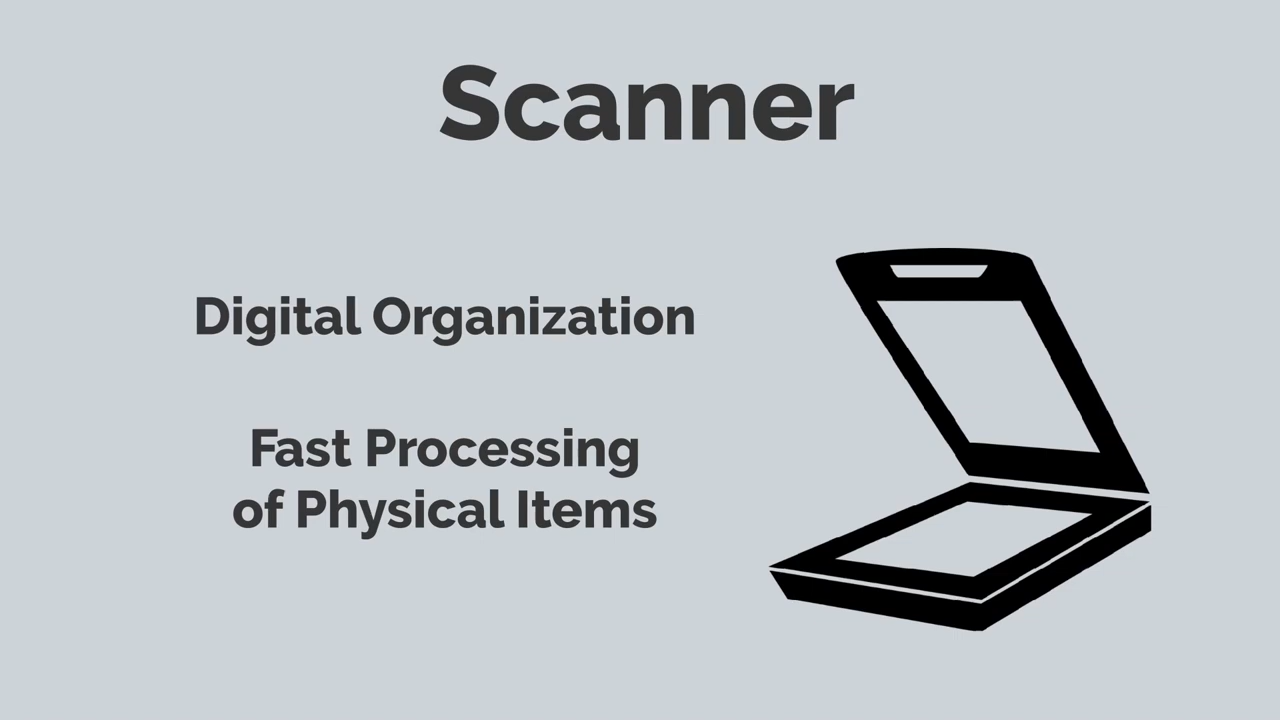 Scanner
Digital Organization
Fast Processing
of Physical Items